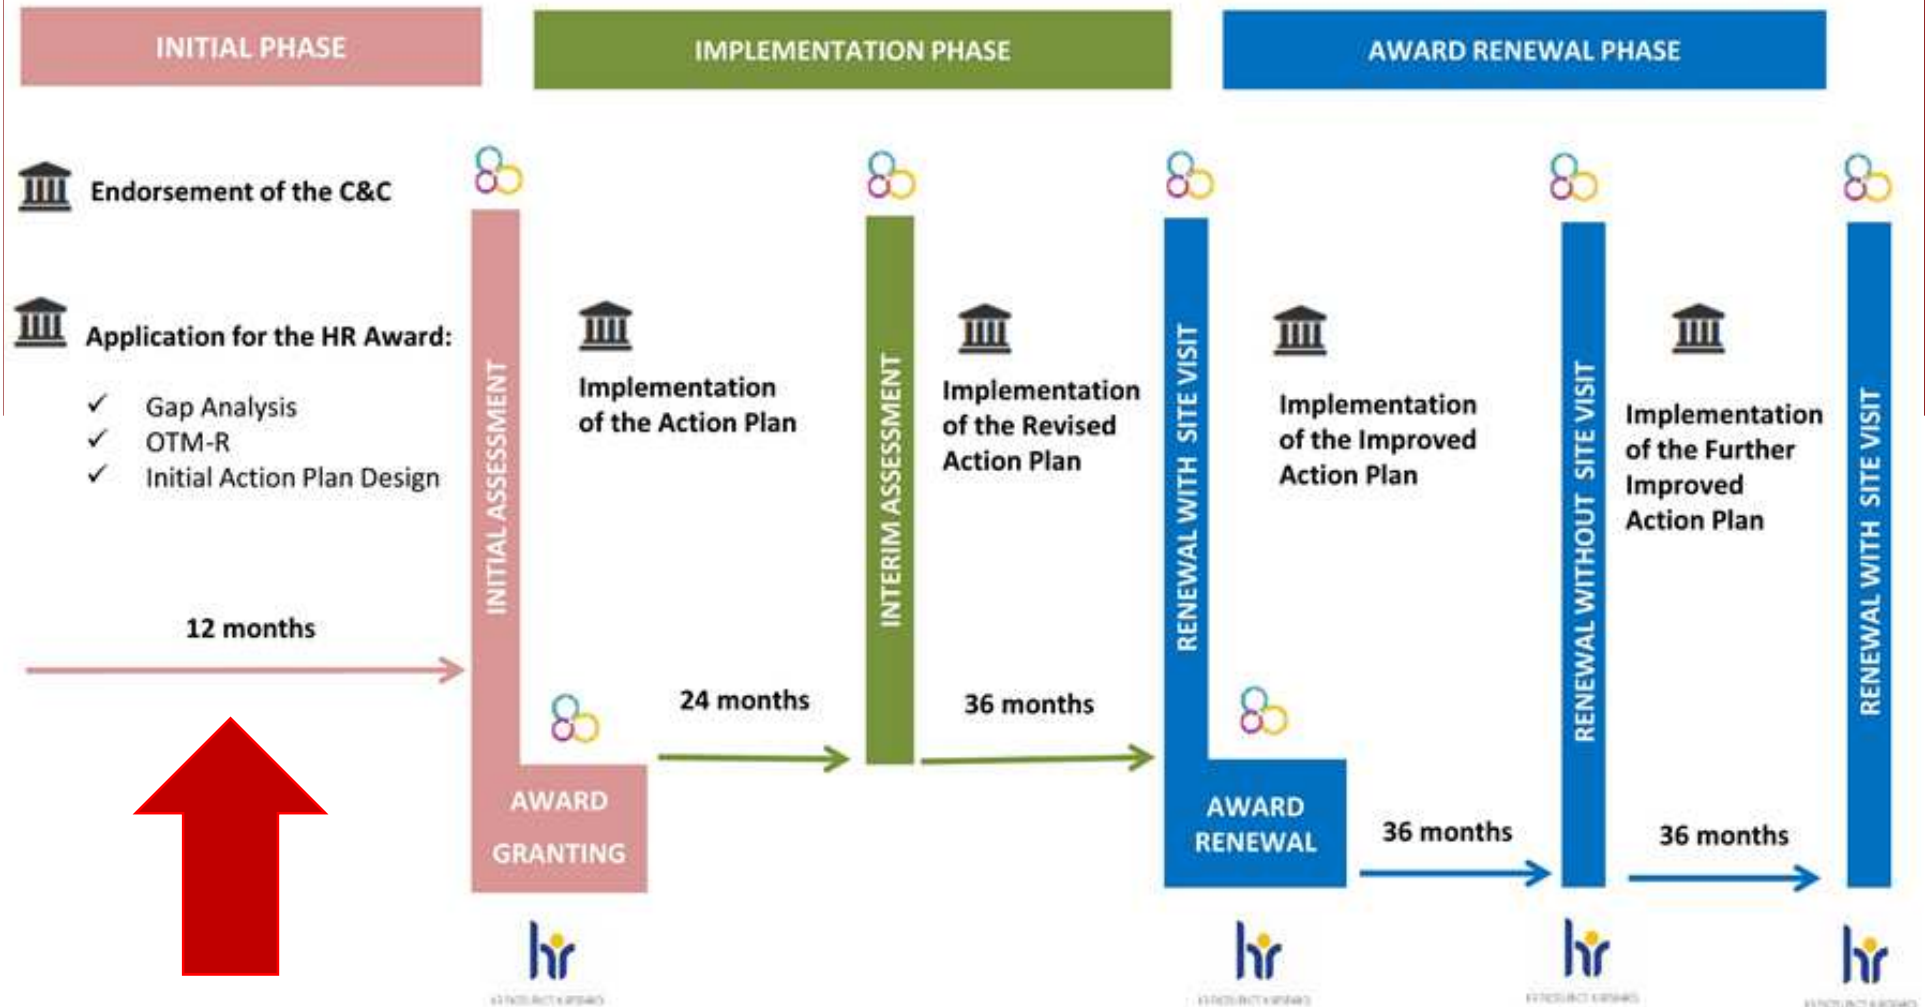 INITIAL PHASE
IMPLEMENTATION PHASE
AWARD RENEWAL PHASE
Endorsement of the C&C
Application for the HR Award:
✓ Gap Analysis
✓ OTM-R
✓ Initial Action Plan Design
12 months
INITIAL ASSESSMENT
AWARD
GRANTING
Implementation
of the Action Plan
24 months
INTERIM ASSESSMENT
Implementation
of the Revised
Action Plan
36 months
RENEWAL WITH SITE VISIT
AWARD
RENEWAL
Implementation
of the Improved
Action Plan
36 months
RENEWAL WITHOUT SITE VISIT
Implementation
of the Further
Improved
Action Plan
36 months
RENEWAL WITH SITE VISIT
hr
hr
hr
hr